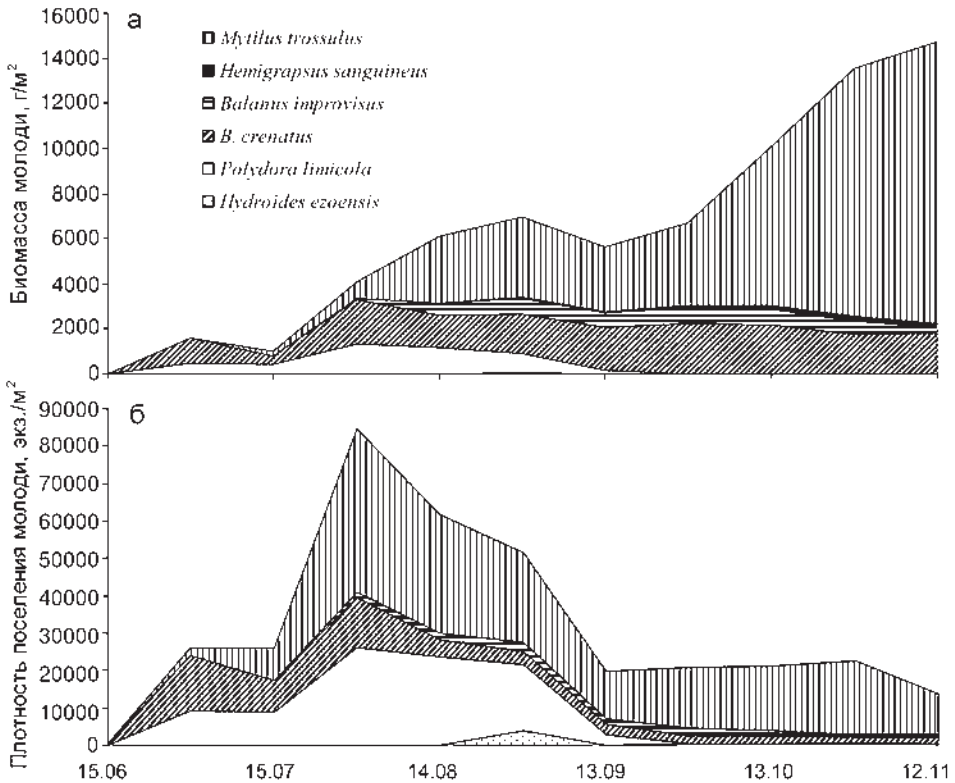 а
Биомасса молоди, г/м²
16000
14000
12000
10000
8000
6000
4000
2000
0
Mytilus trossulus
Hemigrapsus sanguineus
Balanus improvisus
B. crenatus
Polydora limicola
Hydroides ezoensis
б
Плотность поселения молоди, экз./м²
90000
80000
70000
60000
50000
40000
30000
20000
10000
0
15.06 15.07 14.08 13.09 13.10 12.11